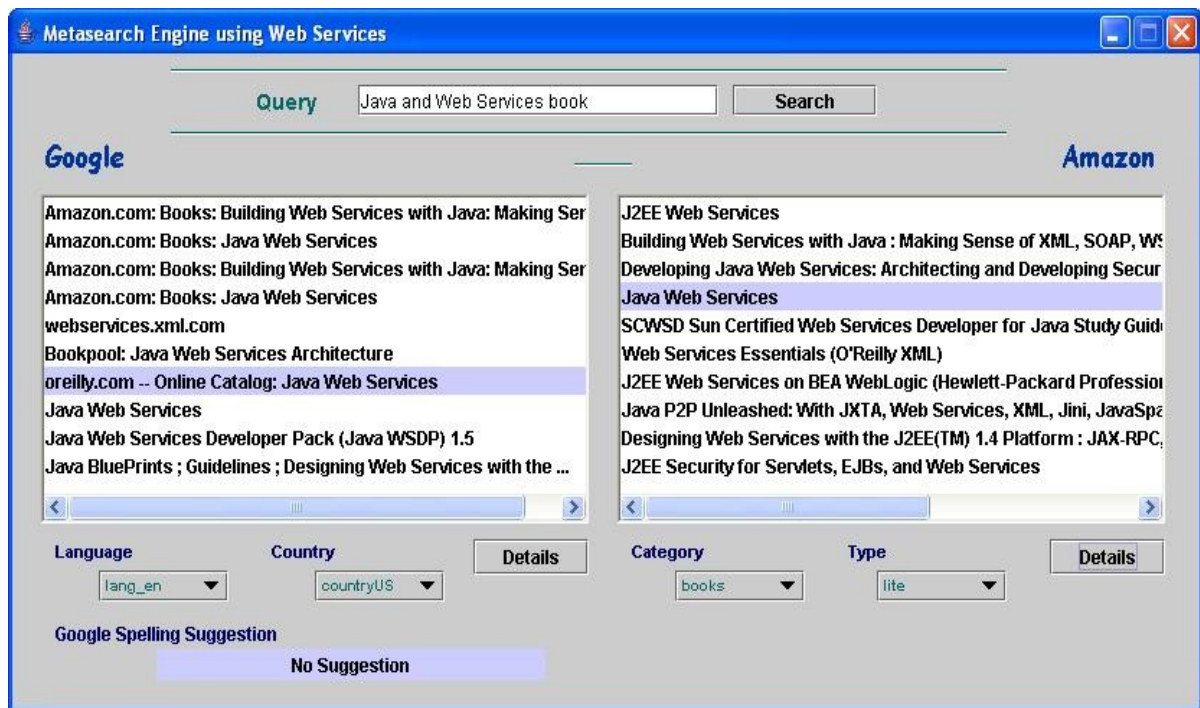 Metasearch Engine using Web Services
Query Java and Web Services book Search
Google
Amazon
Amazon.com: Books: Building Web Services with Java: Making Ser
Amazon.com: Books: Java Web Services
Amazon.com: Books: Building Web Services with Java: Making Ser
Amazon.com: Books: Java Web Services
webservices.xml.com
Bookpool: Java Web Services Architecture
oreilly.com -- Online Catalog: Java Web Services
Java Web Services
Java Web Services Developer Pack (Java WSDP) 1.5
Java BluePrints ; Guidelines ; Designing Web Services with the ...
J2EE Web Services
Building Web Services with Java : Making Sense of XML, SOAP, WS
Developing Java Web Services: Architecting and Developing Secur
Java Web Services
SCWSD Sun Certified Web Services Developer for Java Study Guid
Web Services Essentials (O'Reilly XML)
J2EE Web Services on BEA WebLogic (Hewlett-Packard Profession
Java P2P Unleashed: With JXTA, Web Services, XML, Jini, JavaSpa
Designing Web Services with the J2EE(TM) 1.4 Platform : JAX-RPC,
J2EE Security for Servlets, EJBs, and Web Services
Language Country Details
lang_en countryUS
Category Type Details
books lite
Google Spelling Suggestion
No Suggestion